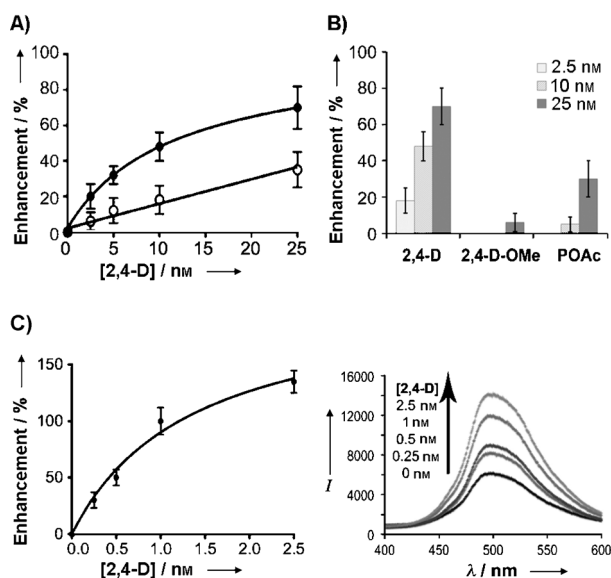 A)
Enhancement / %
100
80
60
40
20
0
0 5 10 15 20 25
[2,4-D] / nM
B)
Enhancement / %
100
80
60
40
20
0
2.5 nM
10 nM
25 nM
2,4-D 2,4-D-OMe POAc
C)
Enhancement / %
150
100
50
0
0.0 0.5 1.0 1.5 2.0 2.5
[2,4-D] / nM
I
16000
12000
8000
4000
0
[2,4-D]
2.5 nM
1 nM
0.5 nM
0.25 nM
0 nM
400 450 500 550 600
λ / nm